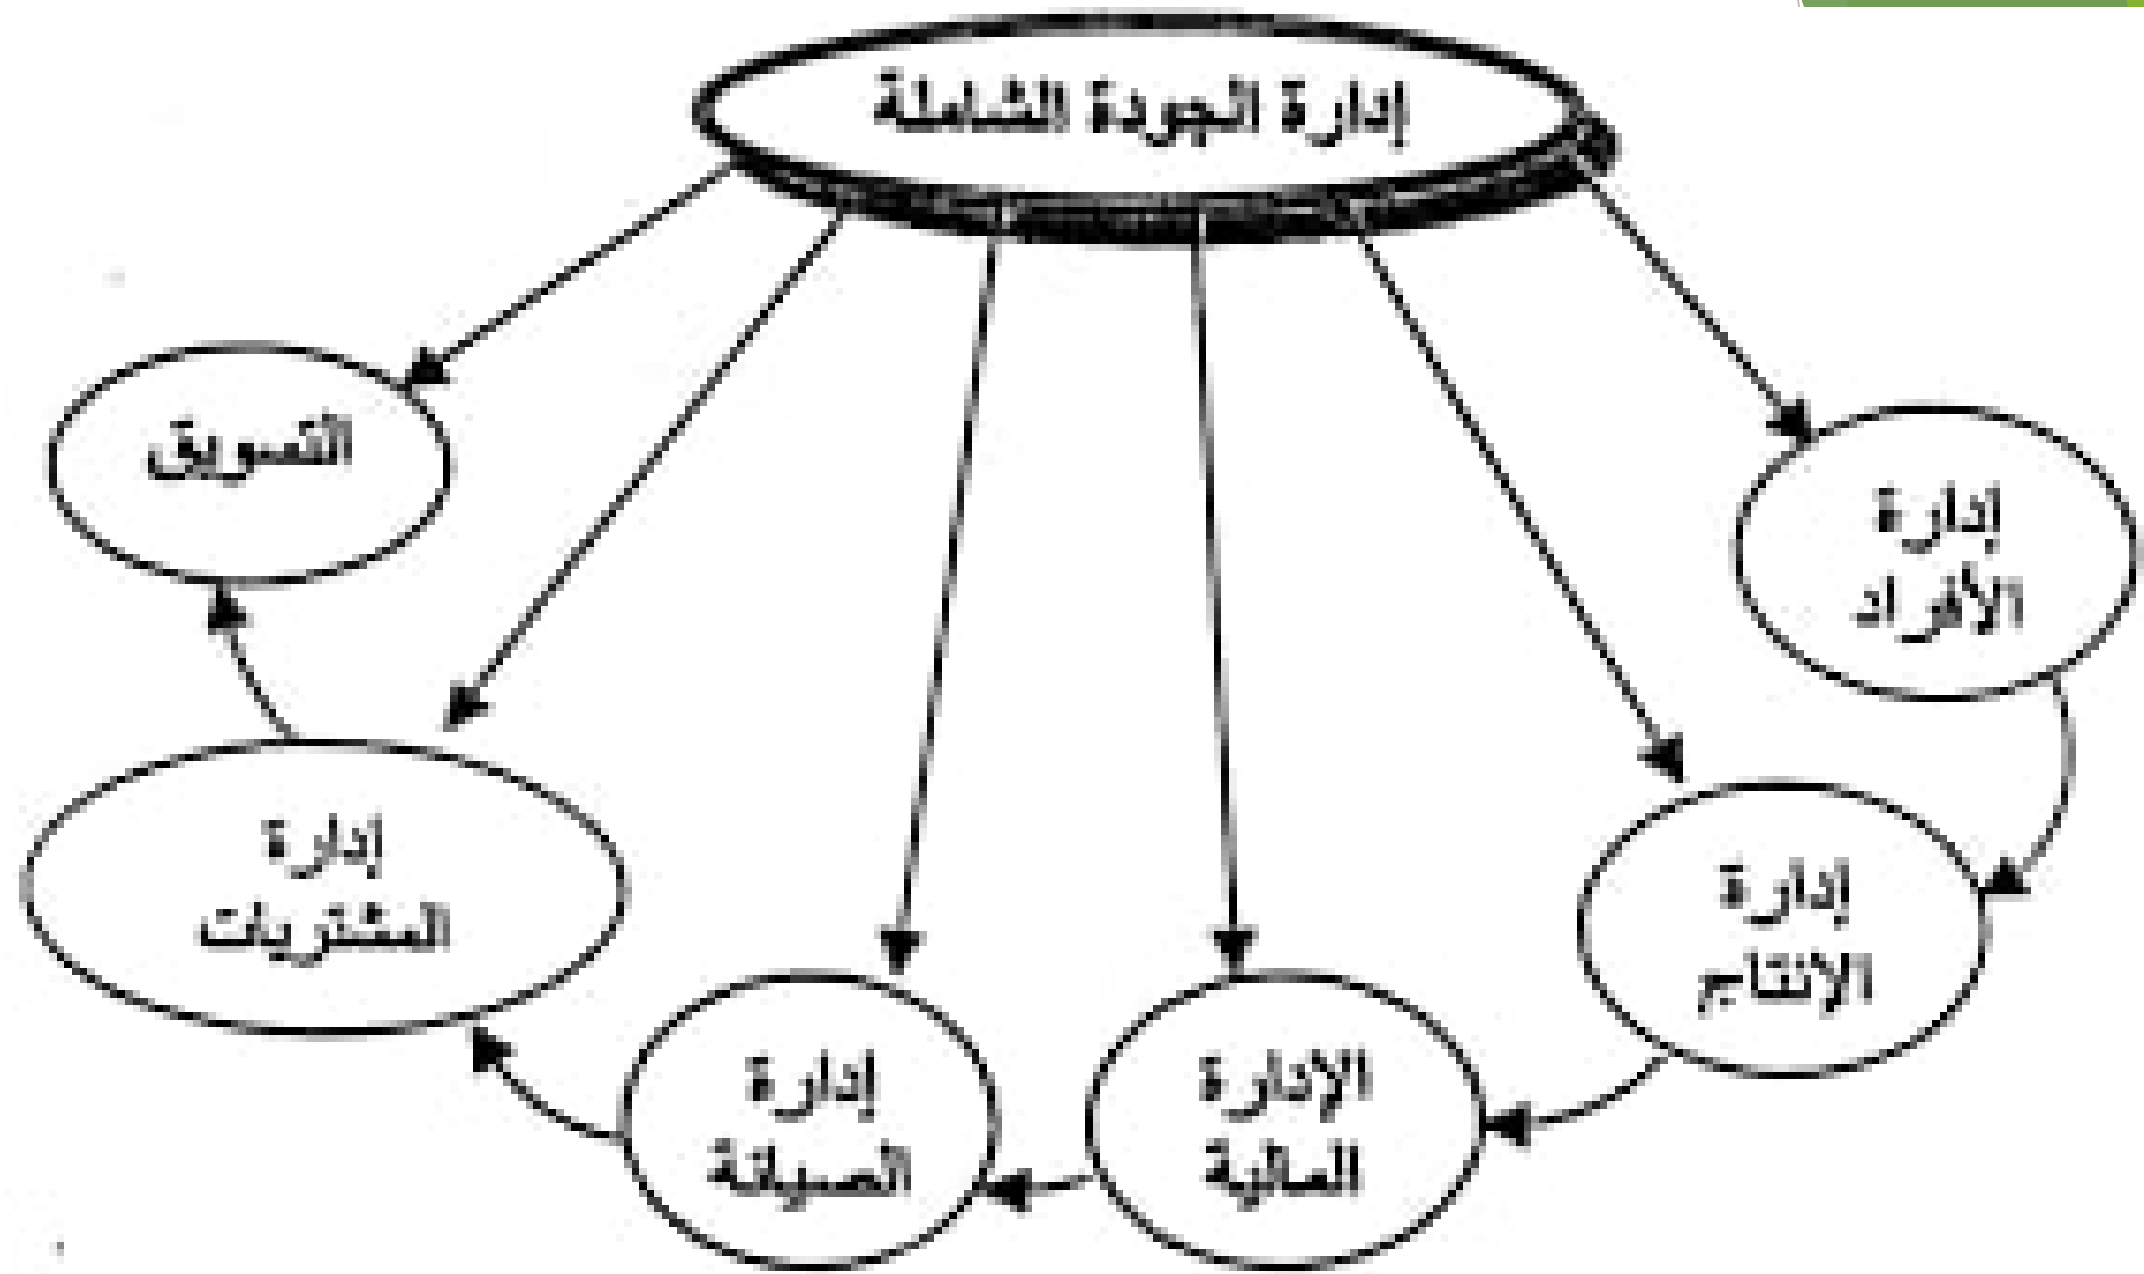 إدارة الجودة الشاملة
إدارة
الأفراد
إدارة
الإنتاج
الإدارة
المالية
إدارة
الصيانة
إدارة
المشتريات
التسويق